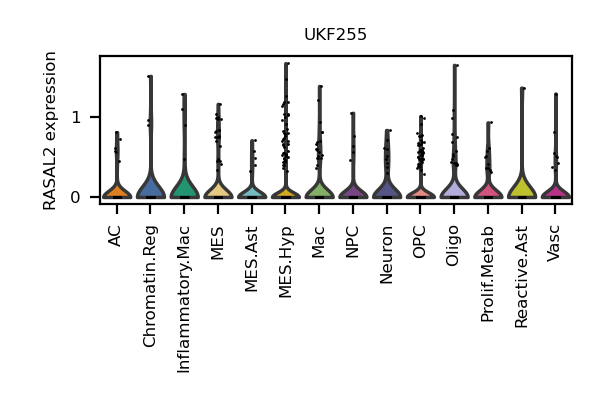 UKF255
RASAL2 expression
1
0
AC
Chromatin.Reg
Inflammatory.Mac
MES
MES.Ast
MES.Hyp
Mac
NPC
Neuron
OPC
Oligo
Prolif.Metab
Reactive.Ast
Vasc